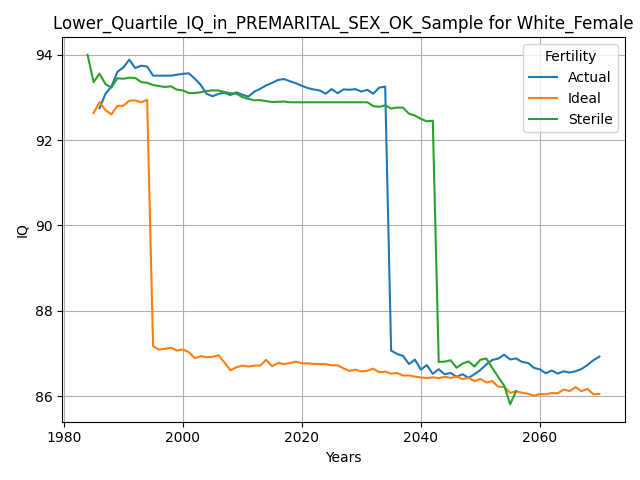 Lower_Quartile_IQ_in_PREMARITAL_SEX_OK_Sample for White_Female
Fertility
Actual
Ideal
Sterile
94
92
90
88
86
IQ
1980
2000
2020
2040
2060
Years